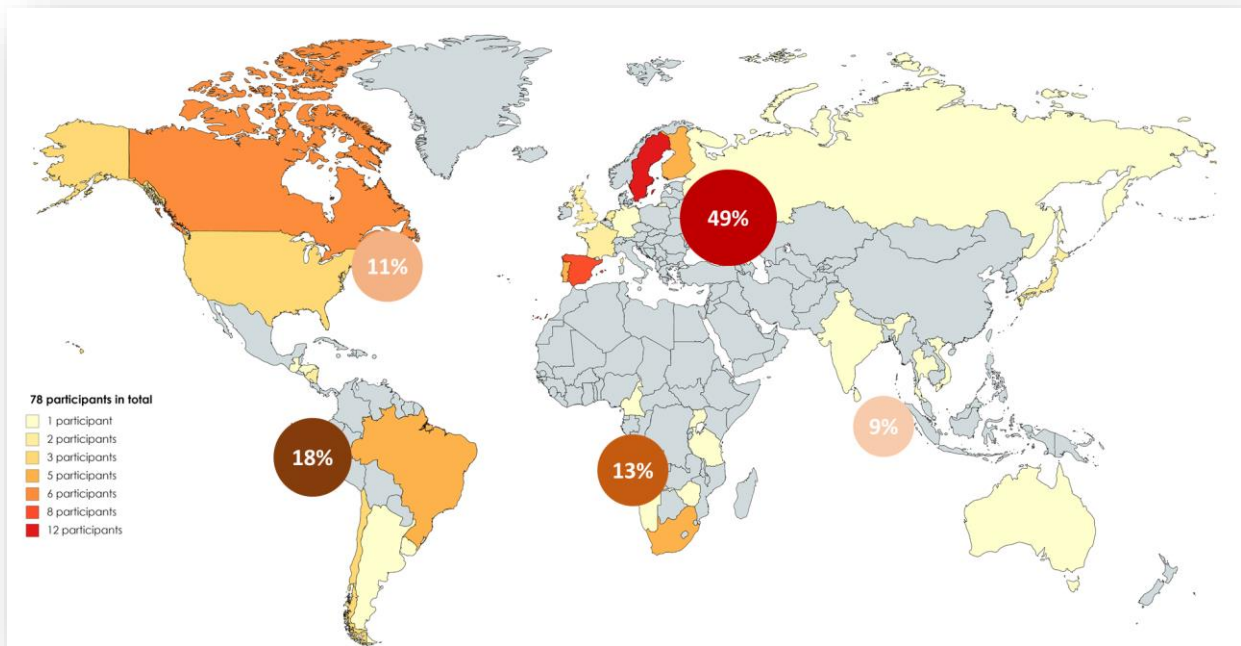 49%
11%
78 participants in total
1 participant
2 participants
3 participants
5 participants
6 participants
8 participants
12 participants
18%
13%
9%